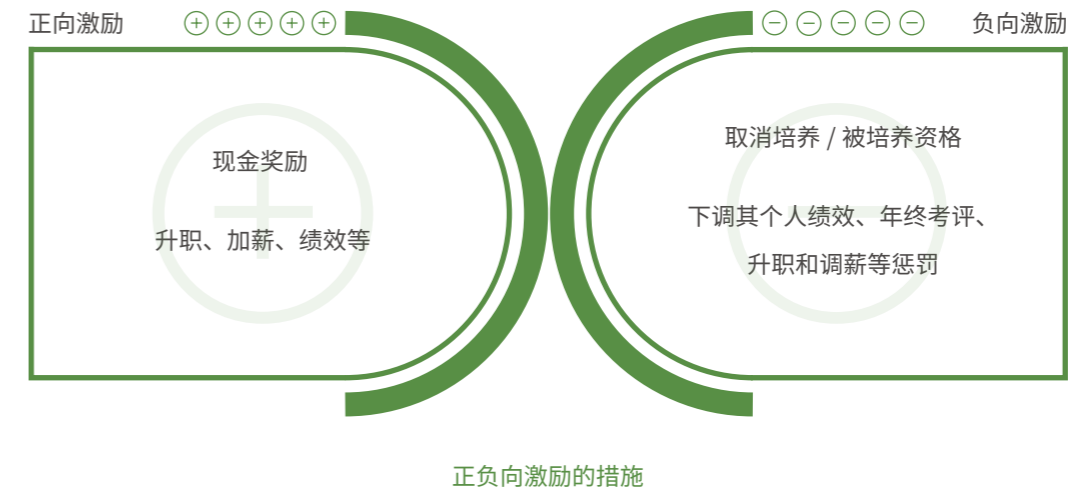 正向激励
负向激励
现金奖励
升职、加薪、绩效等
取消培养 / 被培养资格
下调其个人绩效、年终考评、
升职和调薪等惩罚
正负向激励的措施